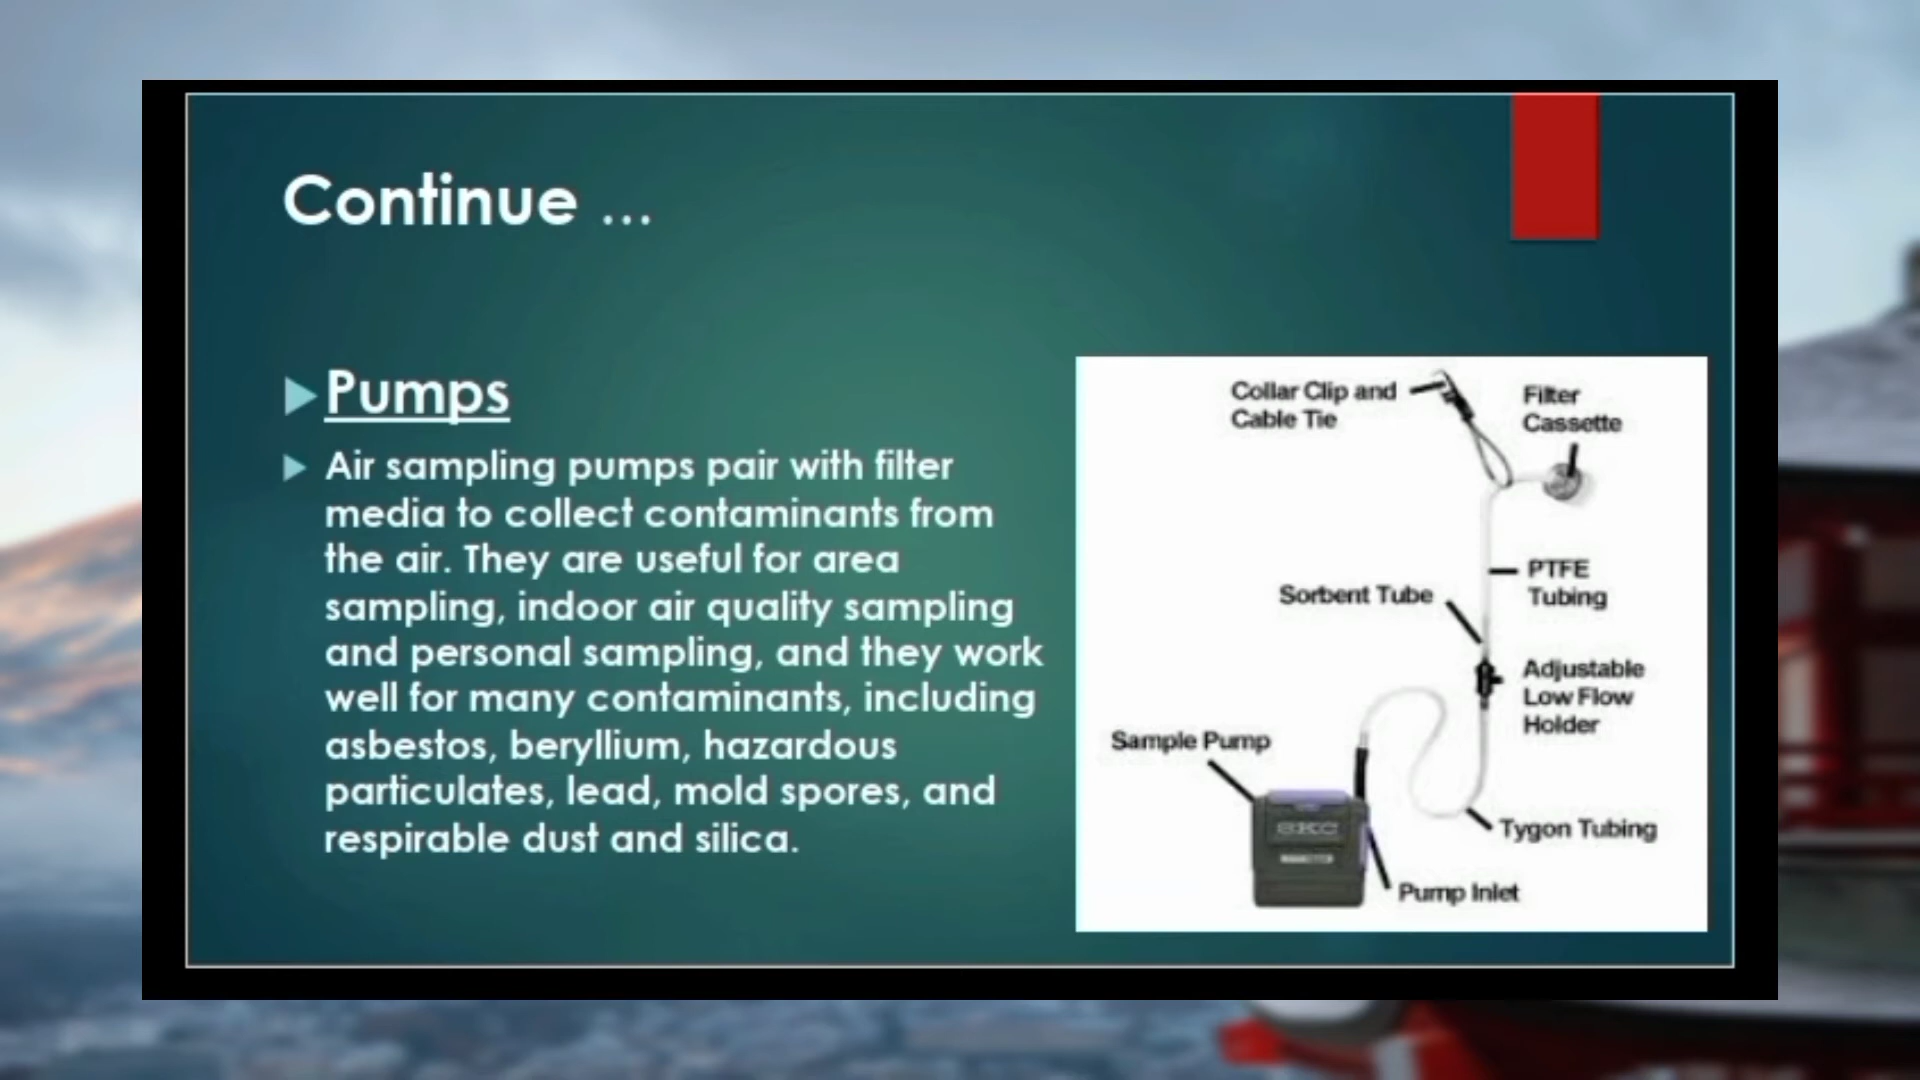 Continue ...
Pumps
Air sampling pumps pair with filter
media to collect contaminants from
the air. They are useful for area
sampling, indoor air quality sampling
and personal sampling, and they work
well for many contaminants, including
asbestos, beryllium, hazardous
particulates, lead, mold spores, and
respirable dust and silica.
Collar Clip and
Cable Tie
Filter
Cassette
PTFE
Tubing
Sorbent Tube
Adjustable
Low Flow
Holder
Sample Pump
SKC
Tygon Tubing
Pump Inlet